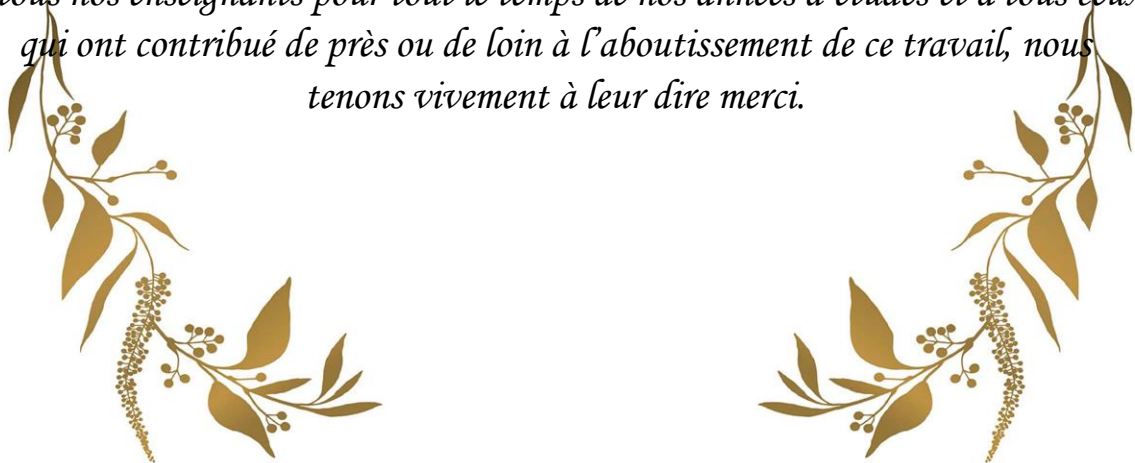 tous nos enseignants pour tout le temps de nos années d'études et à tous ceux
qui ont contribué de près ou de loin à l'aboutissement de ce travail, nous
tenons vivement à leur dire merci.